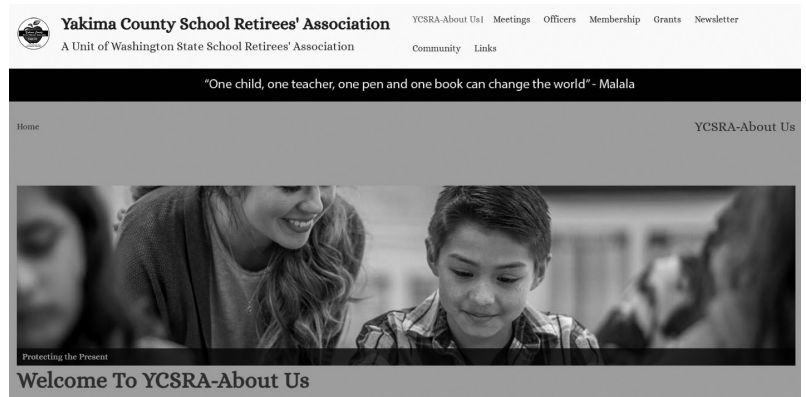 Yakima County School Retirees' Association
A Unit of Washington State School Retirees' Association
YCSRA-About Us| Meetings Officers Membership Grants Newsletter
Community Links
“One child, one teacher, one pen and one book can change the world” - Malala
Home
YCSRA-About Us
Protecting the Present
Welcome To YCSRA-About Us